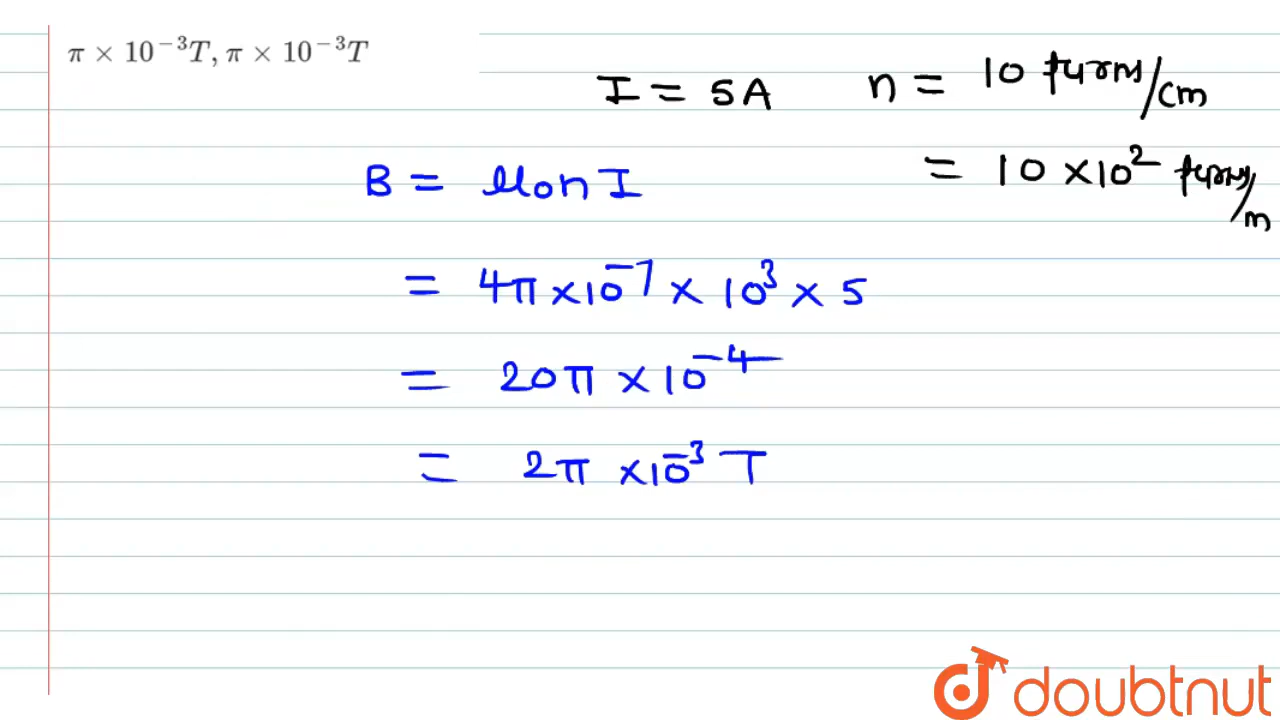 π × 10⁻³T, π × 10⁻³T
I = 5A n = 10 turns/cm
= 10 × 10² turns/m
B = μ₀nI
= 4π × 10⁻⁷ × 10³ × 5
= 20π × 10⁻⁴
= 2π × 10⁻³ T
doubtnut